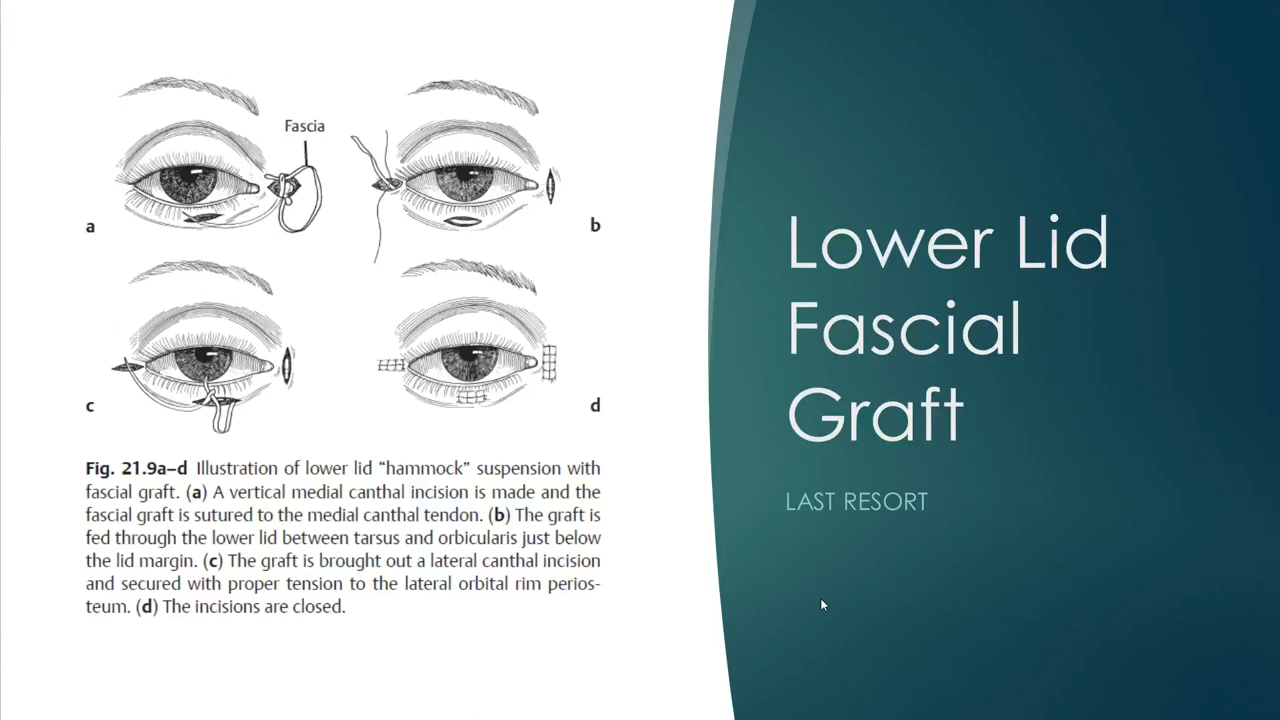 Fascia
a
b
c
d
Fig. 21.9a–d Illustration of lower lid “hammock” suspension with
fascial graft. (a) A vertical medial canthal incision is made and the
fascial graft is sutured to the medial canthal tendon. (b) The graft is
fed through the lower lid between tarsus and orbicularis just below
the lid margin. (c) The graft is brought out a lateral canthal incision
and secured with proper tension to the lateral orbital rim perios-
teum. (d) The incisions are closed.
Lower Lid
Fascial
Graft
LAST RESORT